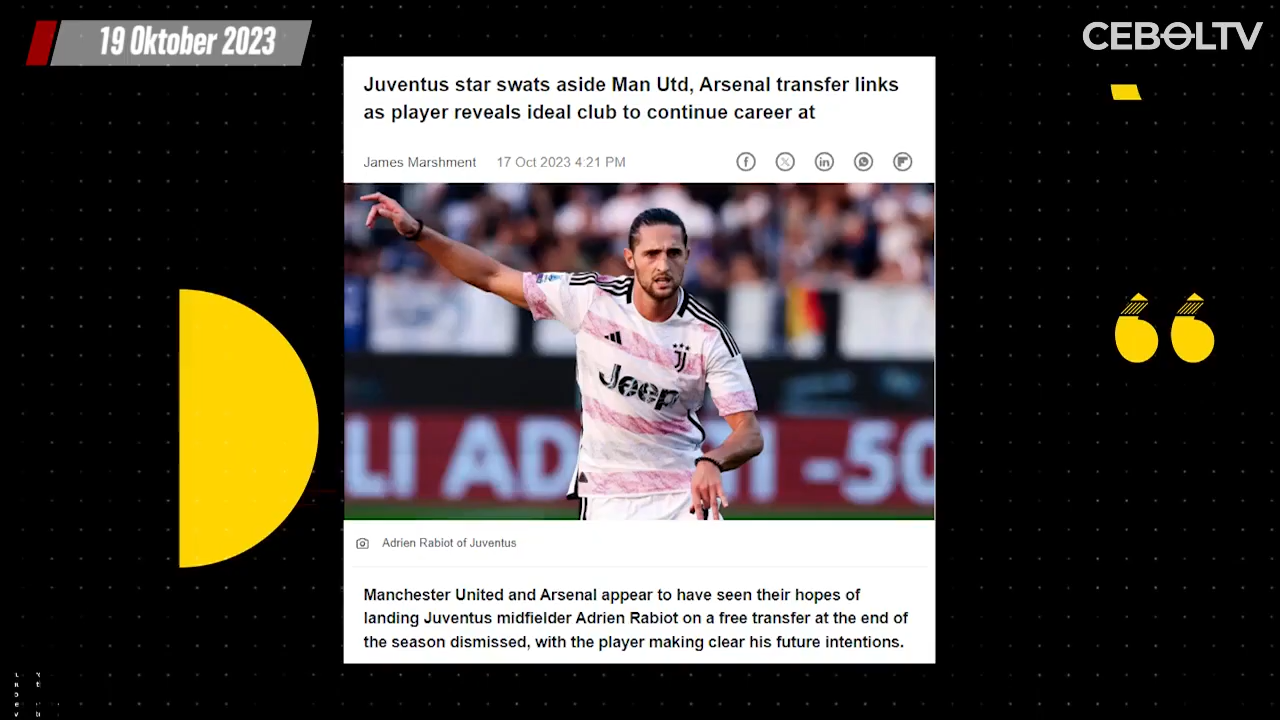 19 Oktober 2023
CEBOLTV
Juventus star swats aside Man Utd, Arsenal transfer links
as player reveals ideal club to continue career at
James Marshment 17 Oct 2023 4:21 PM
Jeep
LI AD
-50
Adrien Rabiot of Juventus
Manchester United and Arsenal appear to have seen their hopes of
landing Juventus midfielder Adrien Rabiot on a free transfer at the end of
the season dismissed, with the player making clear his future intentions.